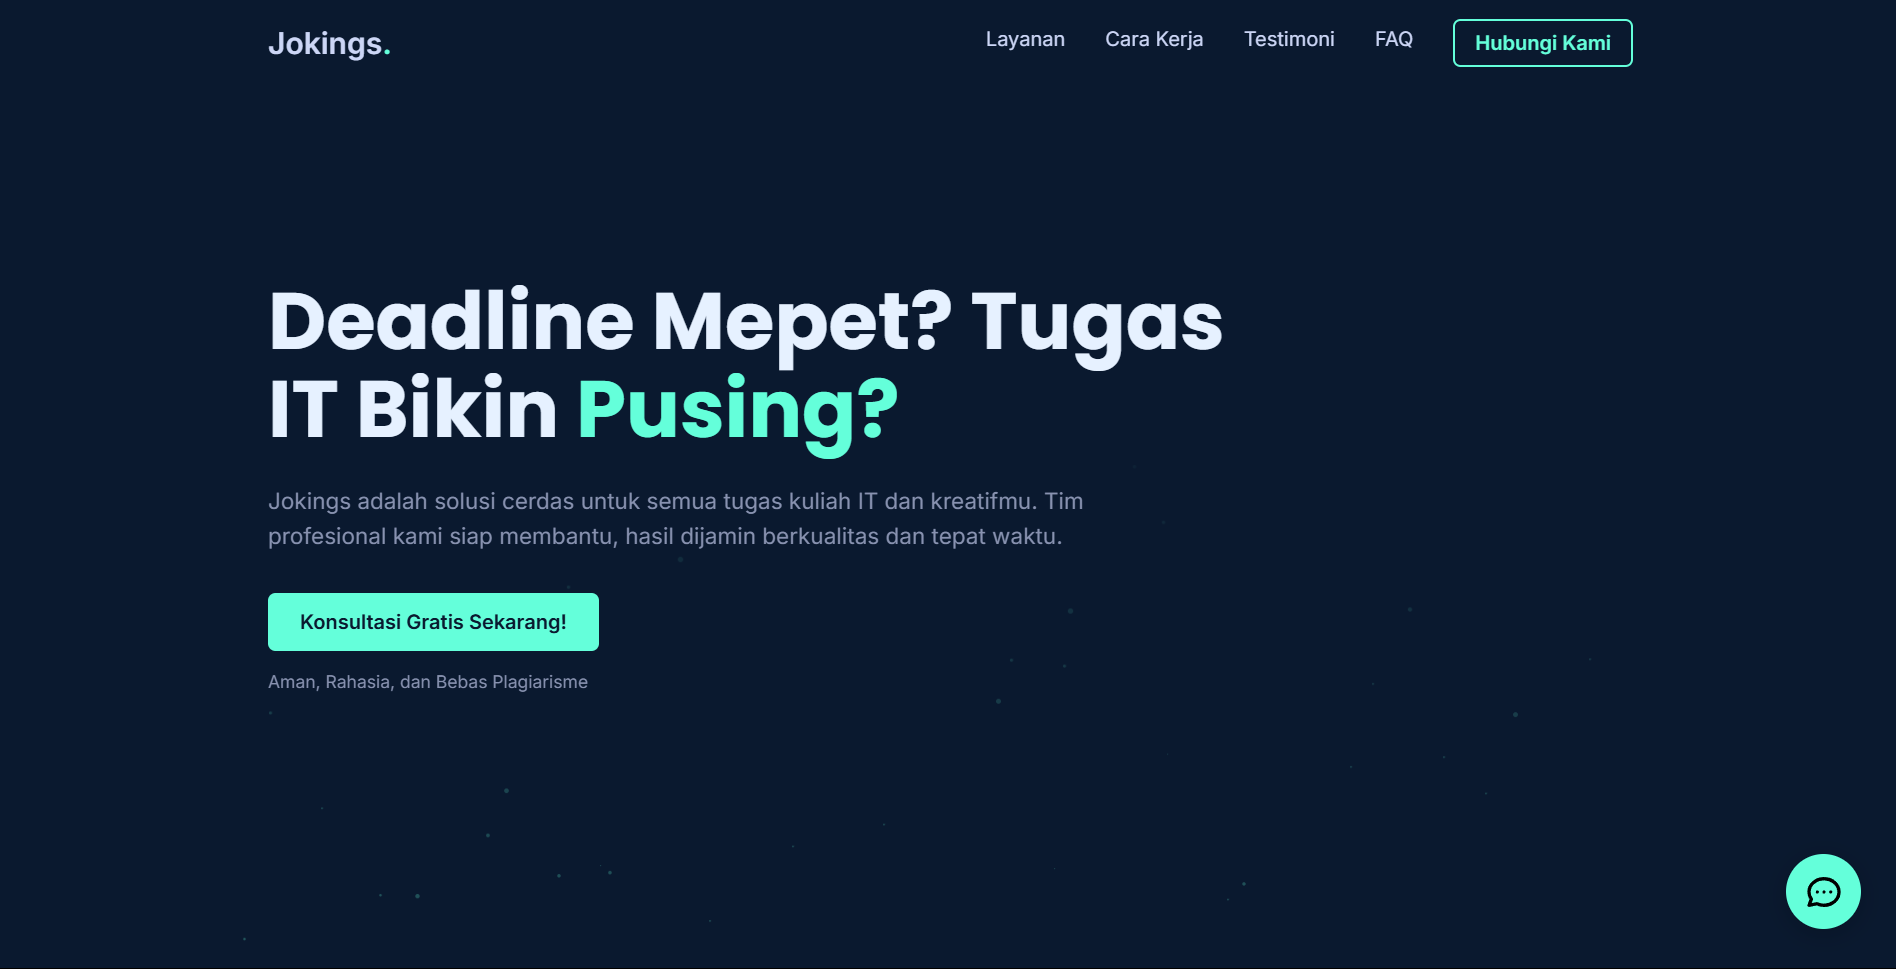 Jokings.
Layanan
Cara Kerja
Testimoni
FAQ
Hubungi Kami
Deadline Mepet? Tugas
IT Bikin Pusing?
Jokings adalah solusi cerdas untuk semua tugas kuliah IT dan kreatifmu. Tim
profesional kami siap membantu, hasil dijamin berkualitas dan tepat waktu.
Konsultasi Gratis Sekarang!
Aman, Rahasia, dan Bebas Plagiarisme